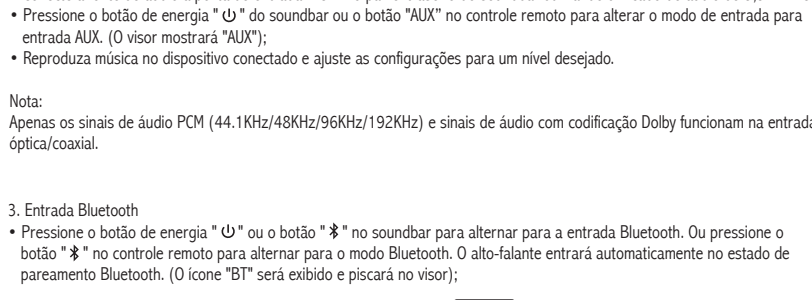 • Pressione o botão de energia " ⏻ " do soundbar ou o botão "AUX" no controle remoto para alterar o modo de entrada para
entrada AUX. (O visor mostrará "AUX");
• Reproduza música no dispositivo conectado e ajuste as configurações para um nível desejado.
Nota:
Apenas os sinais de áudio PCM (44.1KHz/48KHz/96KHz/192KHz) e sinais de áudio com codificação Dolby funcionam na entrada
óptica/coaxial.
3. Entrada Bluetooth
• Pressione o botão de energia " ⏻ " ou o botão " " no soundbar para alternar para a entrada Bluetooth. Ou pressione o
botão " " no controle remoto para alternar para o modo Bluetooth. O alto-falante entrará automaticamente no estado de
pareamento Bluetooth. (O ícone "BT" será exibido e piscará no visor);